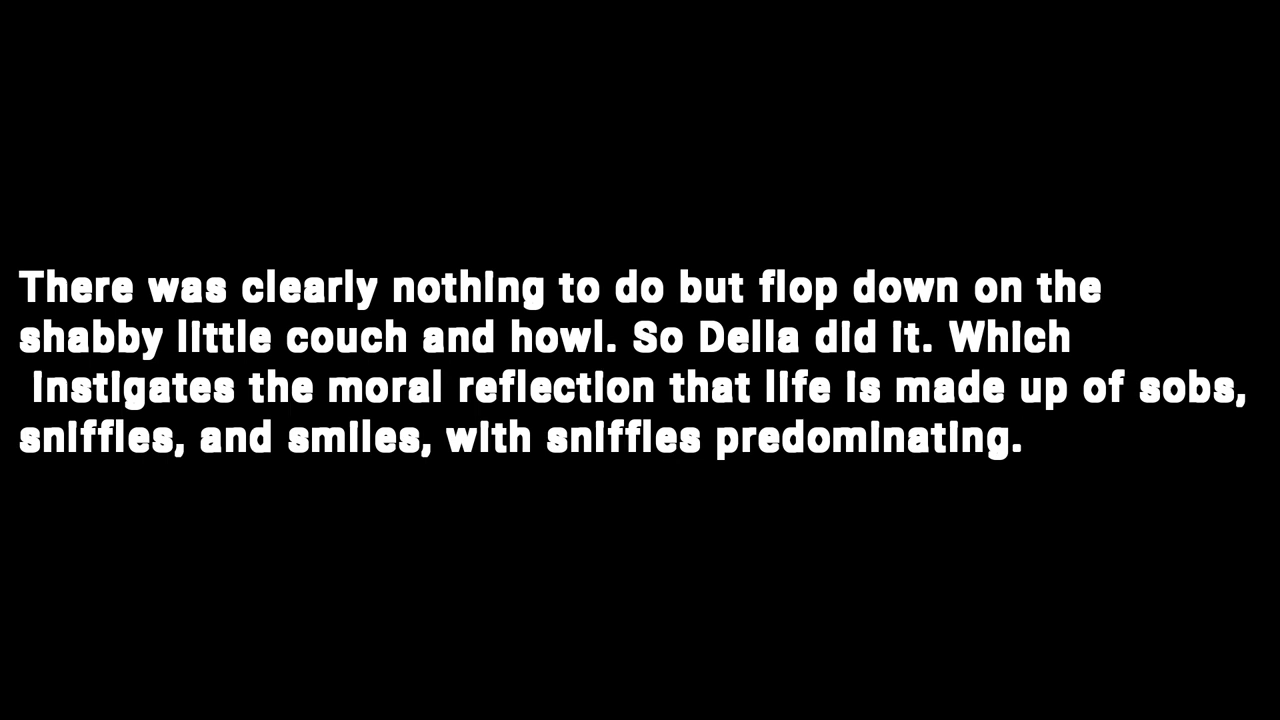 There was clearly nothing to do but flop down on the
shabby little couch and howl. So Della did it. Which
instigates the moral reflection that life is made up of sobs,
sniffles, and smiles, with sniffles predominating.